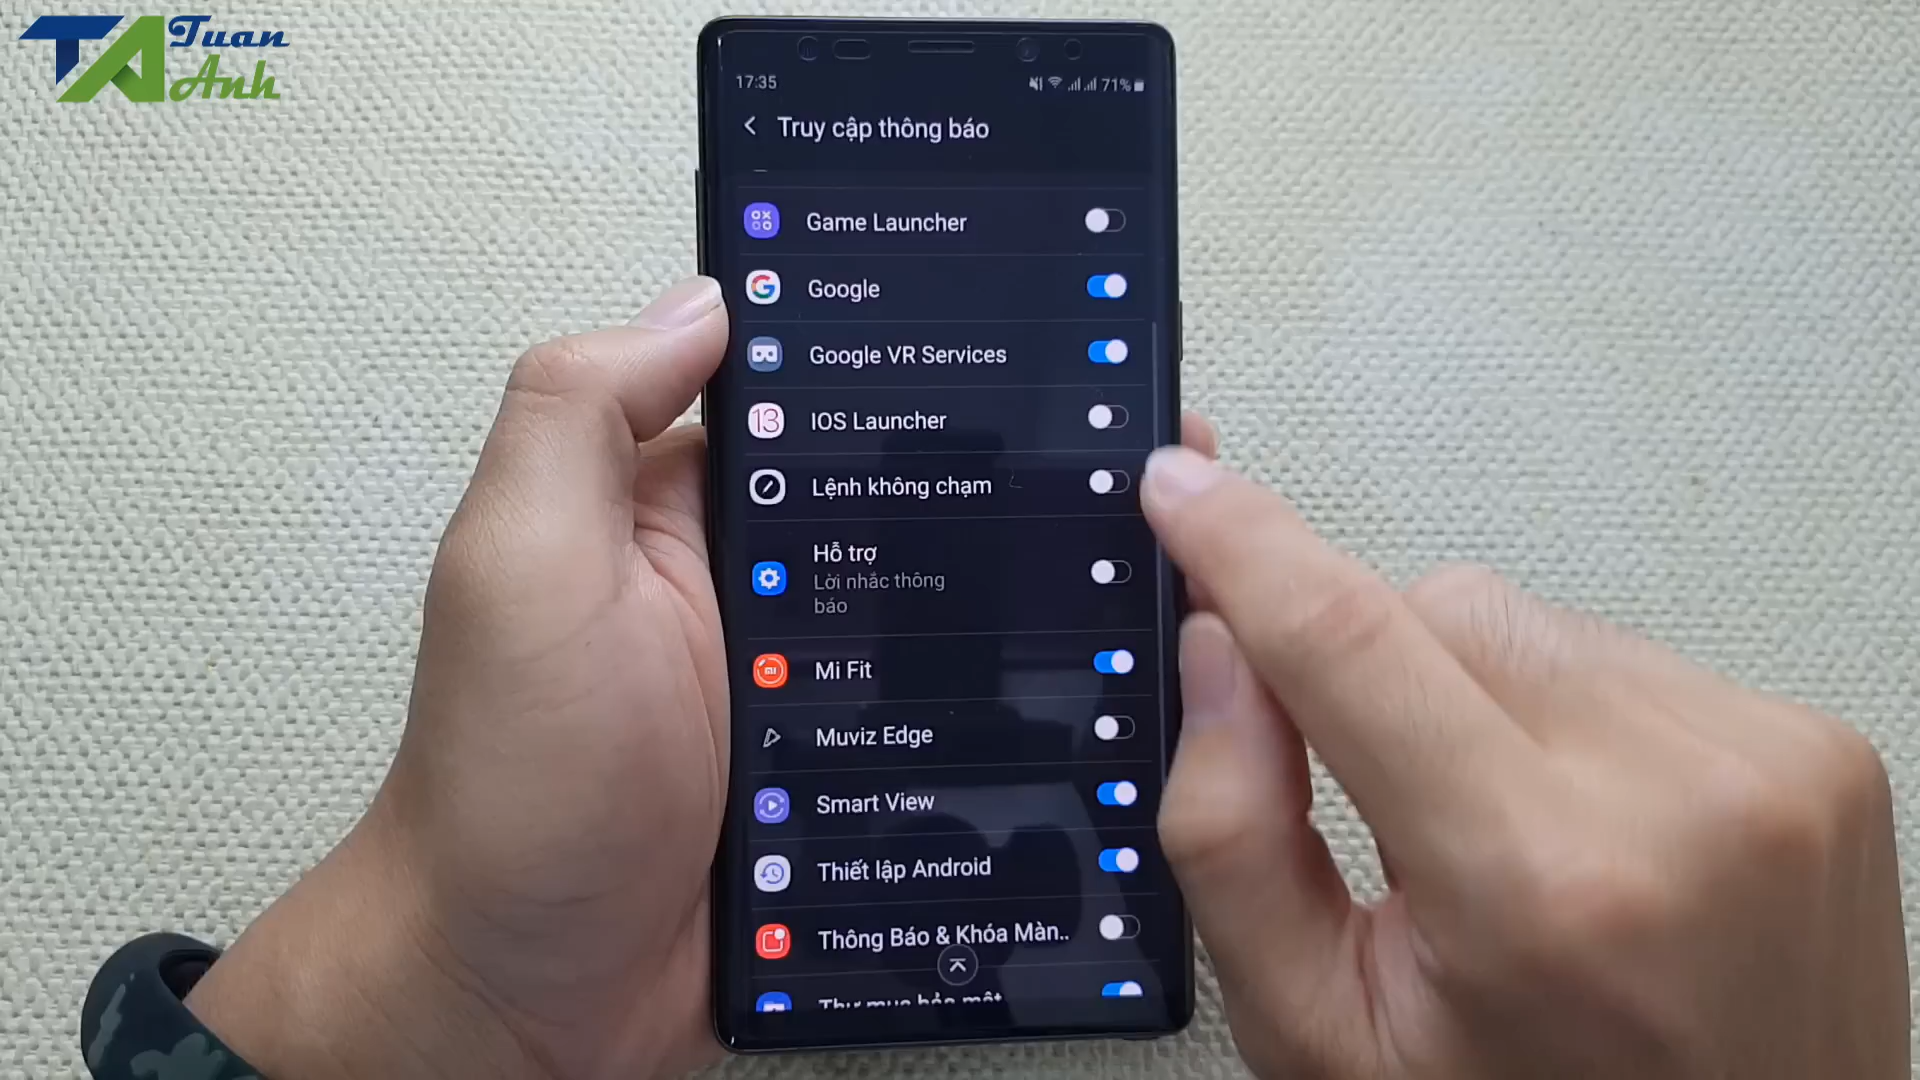 TA Tuan
Anh
17:35
71%
Truy cập thông báo
Game Launcher
Google
Google VR Services
13
IOS Launcher
Lệnh không chạm
Hỗ trợ
Lời nhắc thông
báo
Mi Fit
Muviz Edge
Smart View
Thiết lập Android
Thông Báo & Khóa Màn..